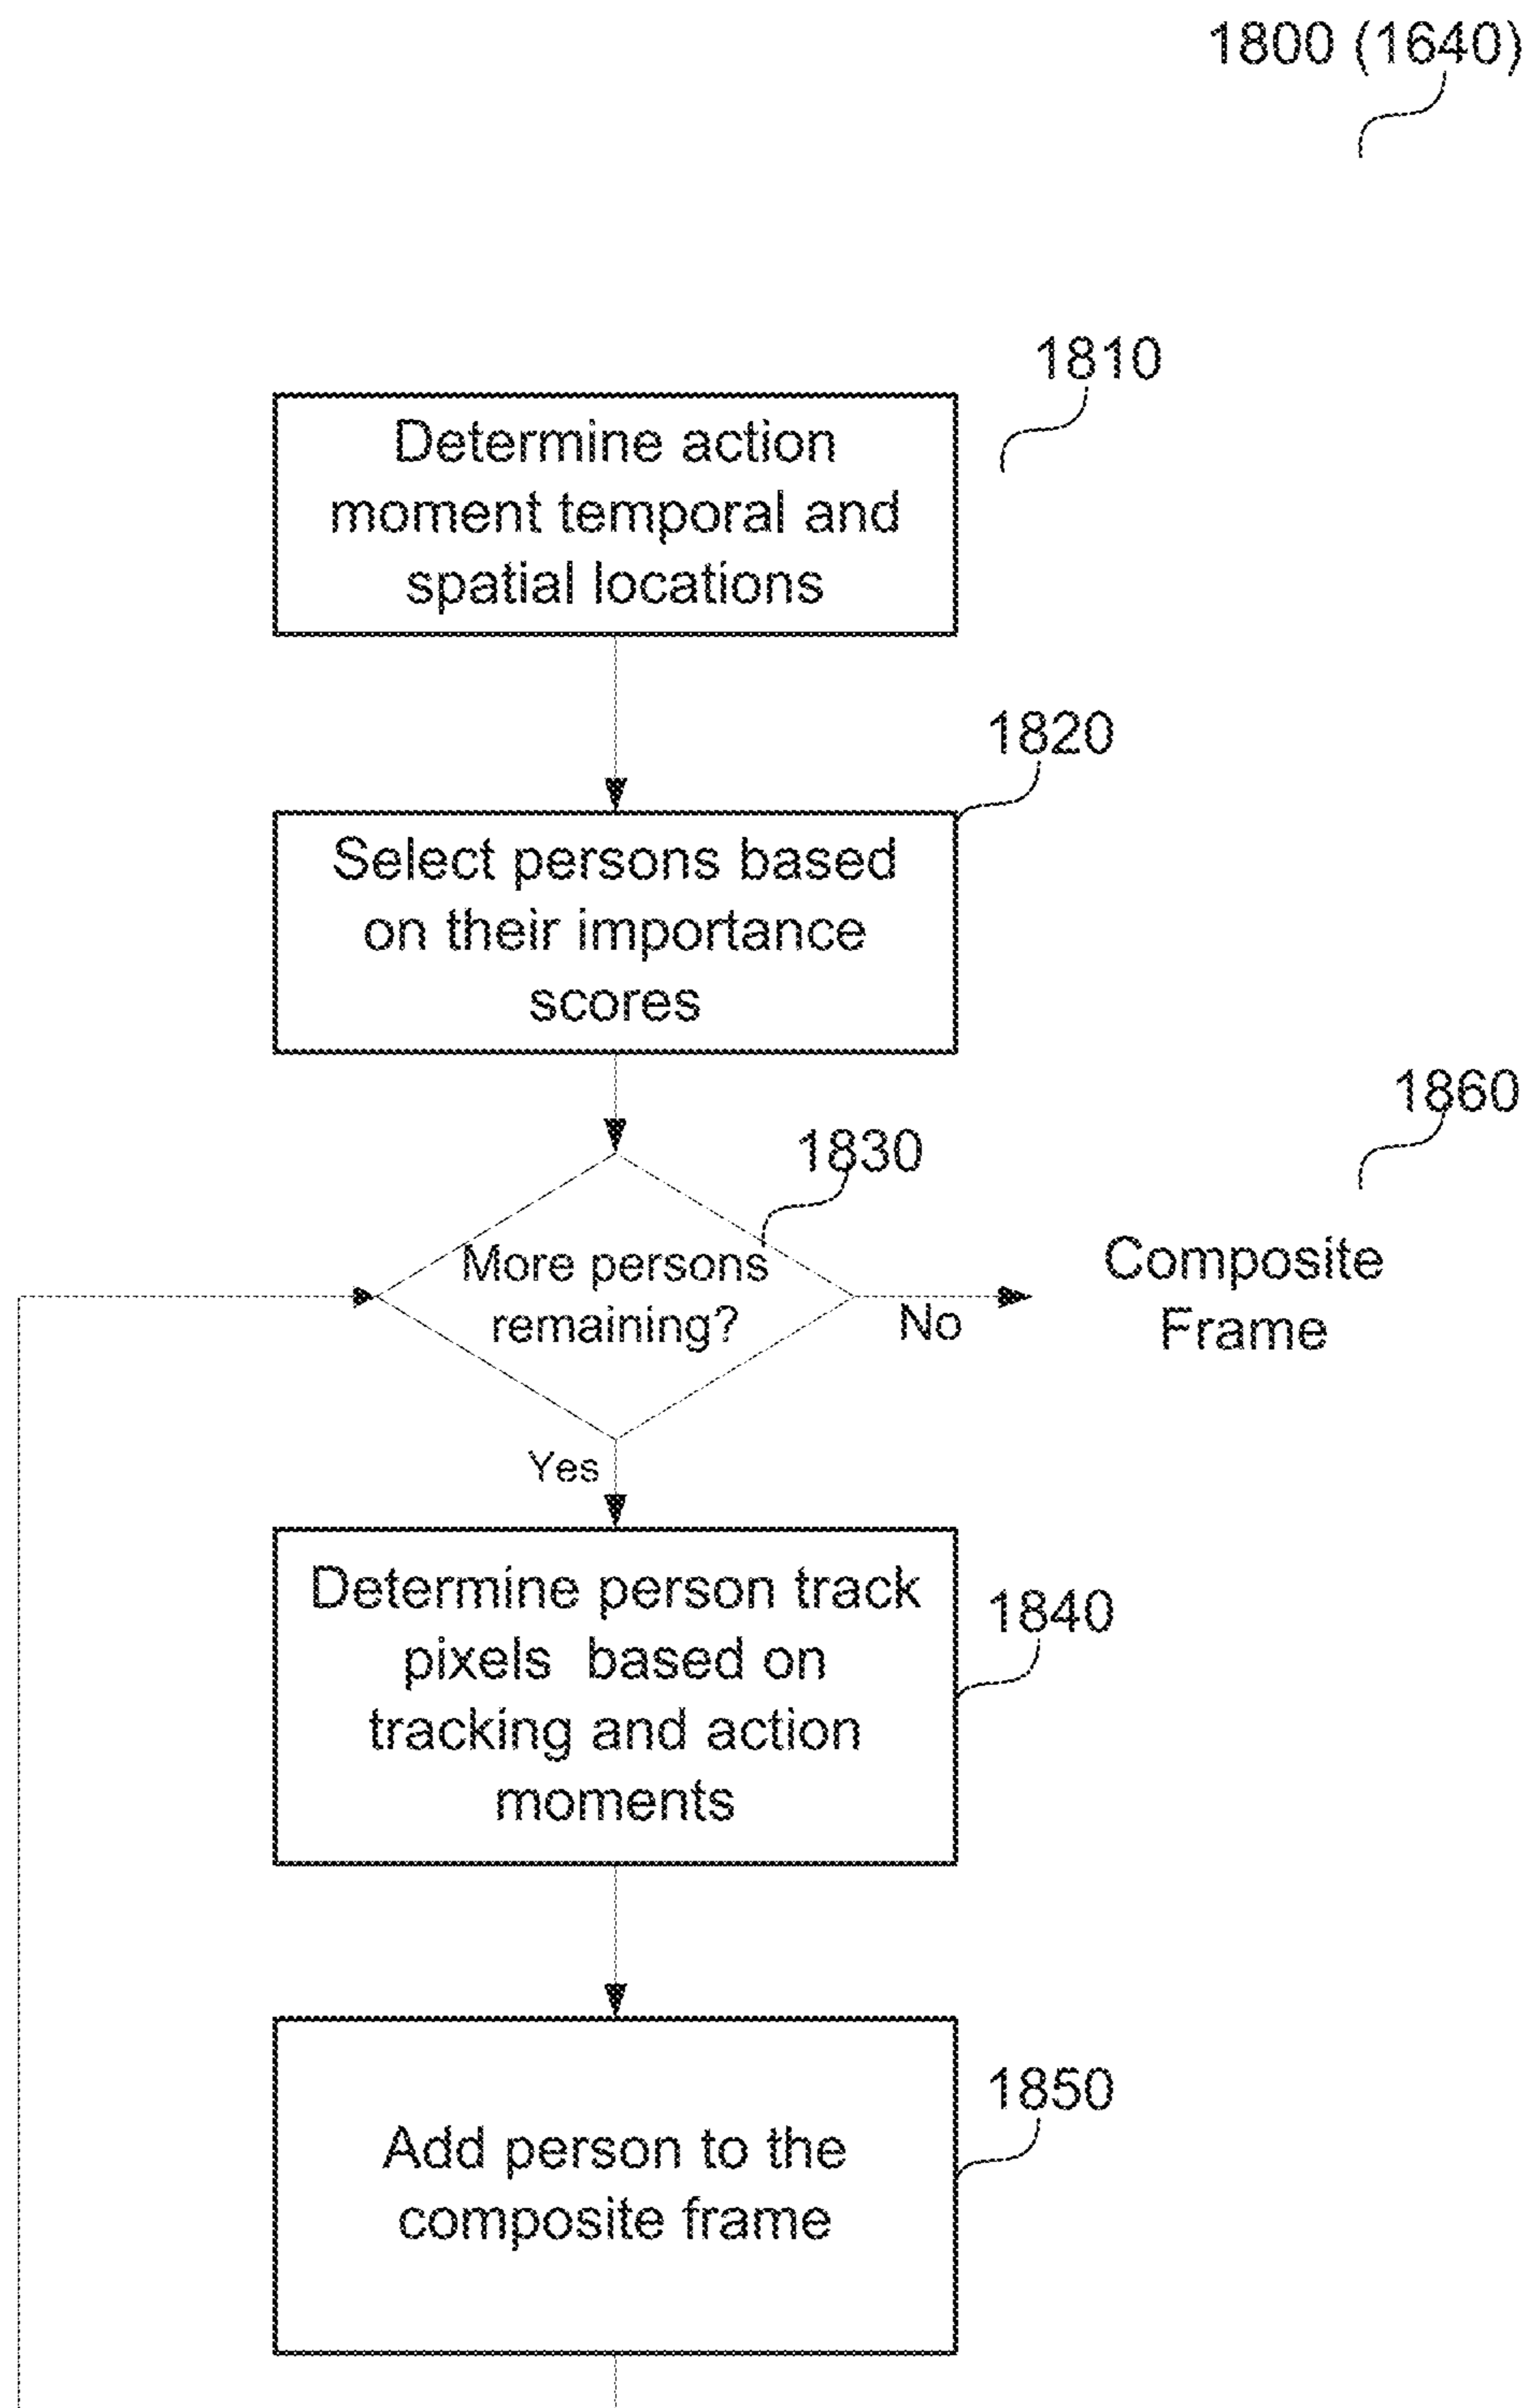 1800 (1640)
1810
Determine action
moment temporal and
spatial locations
1820
Select persons based
on their importance
scores
1860
1830
More persons
remaining?
No
Composite
Frame
Yes
Determine person track
pixels based on
tracking and action
moments
1840
1850
Add person to the
composite frame